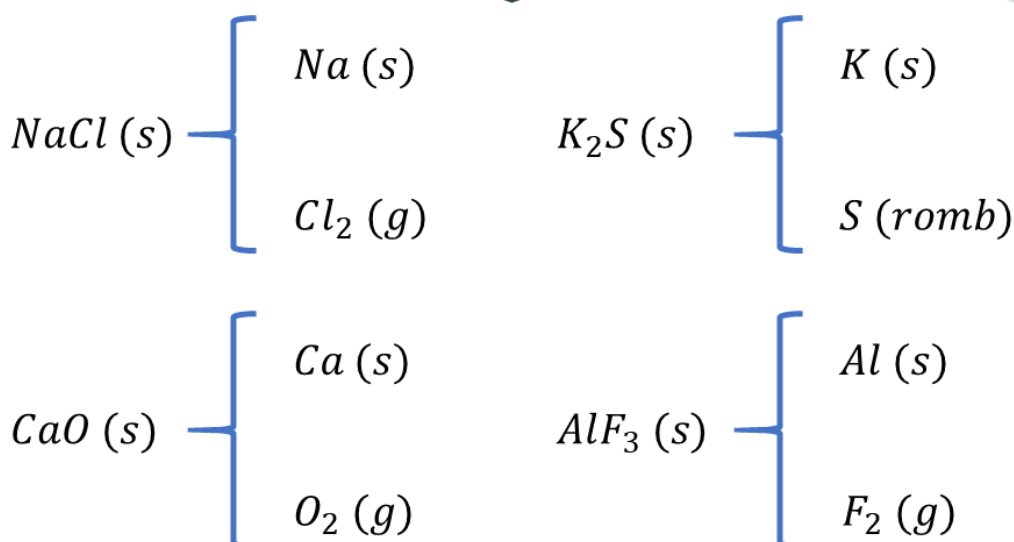 NaCl (s)
Na (s)
Cl₂ (g)
K₂S (s)
K (s)
S (romb)
CaO (s)
Ca (s)
O₂ (g)
AlF₃ (s)
Al (s)
F₂ (g)